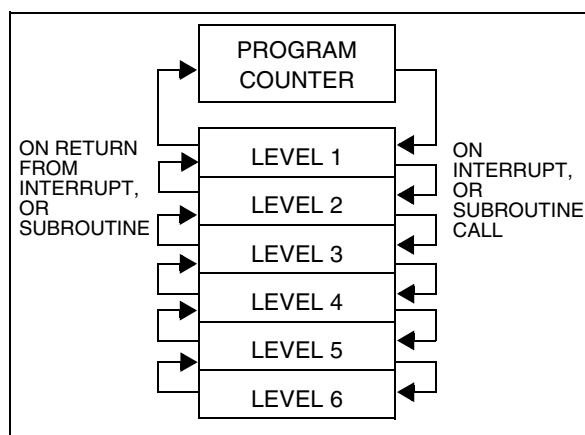 PROGRAM
COUNTER
ON RETURN
FROM
INTERRUPT,
OR
SUBROUTINE
LEVEL 1
LEVEL 2
LEVEL 3
LEVEL 4
LEVEL 5
LEVEL 6
ON
INTERRUPT,
OR
SUBROUTINE
CALL